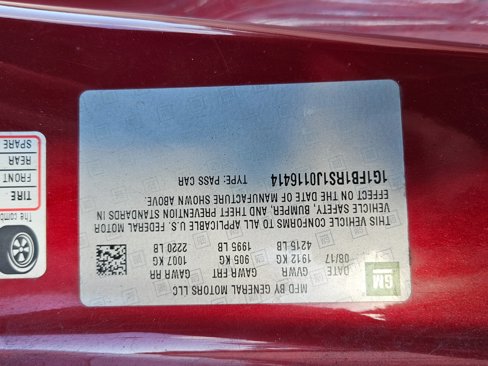 GM
MFD BY GENERAL MOTORS LLC
DATE GVWR GAWR FRT GAWR RR
08/17 1912 KG 905 KG 1007 KG
4215 LB 1995 LB 2220 LB
THIS VEHICLE CONFORMS TO ALL APPLICABLE U.S. FEDERAL MOTOR
VEHICLE SAFETY, BUMPER, AND THEFT PREVENTION STANDARDS IN
EFFECT ON THE DATE OF MANUFACTURE SHOWN ABOVE.
1G1FB1RS1J0116414 TYPE: PASS CAR
The combin
TIRE
FRONT
REAR
SPARE